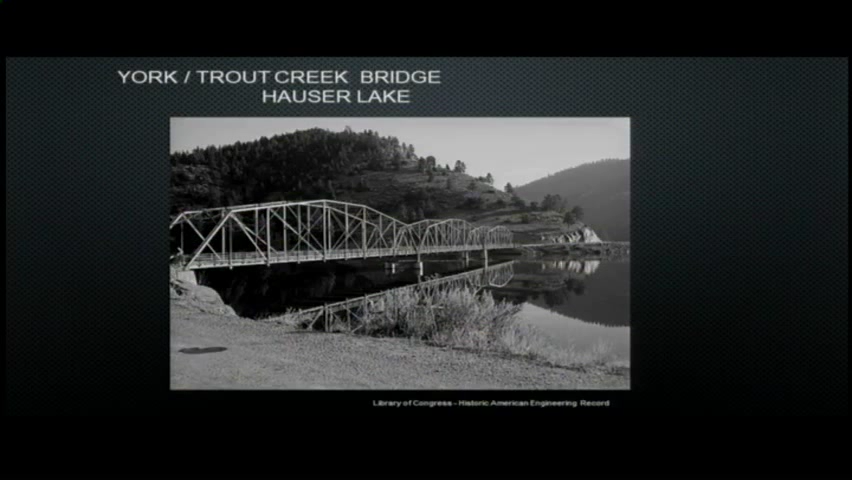 YORK / TROUT CREEK BRIDGE
HAUSER LAKE
Library of Congress - Historic American Engineering Record